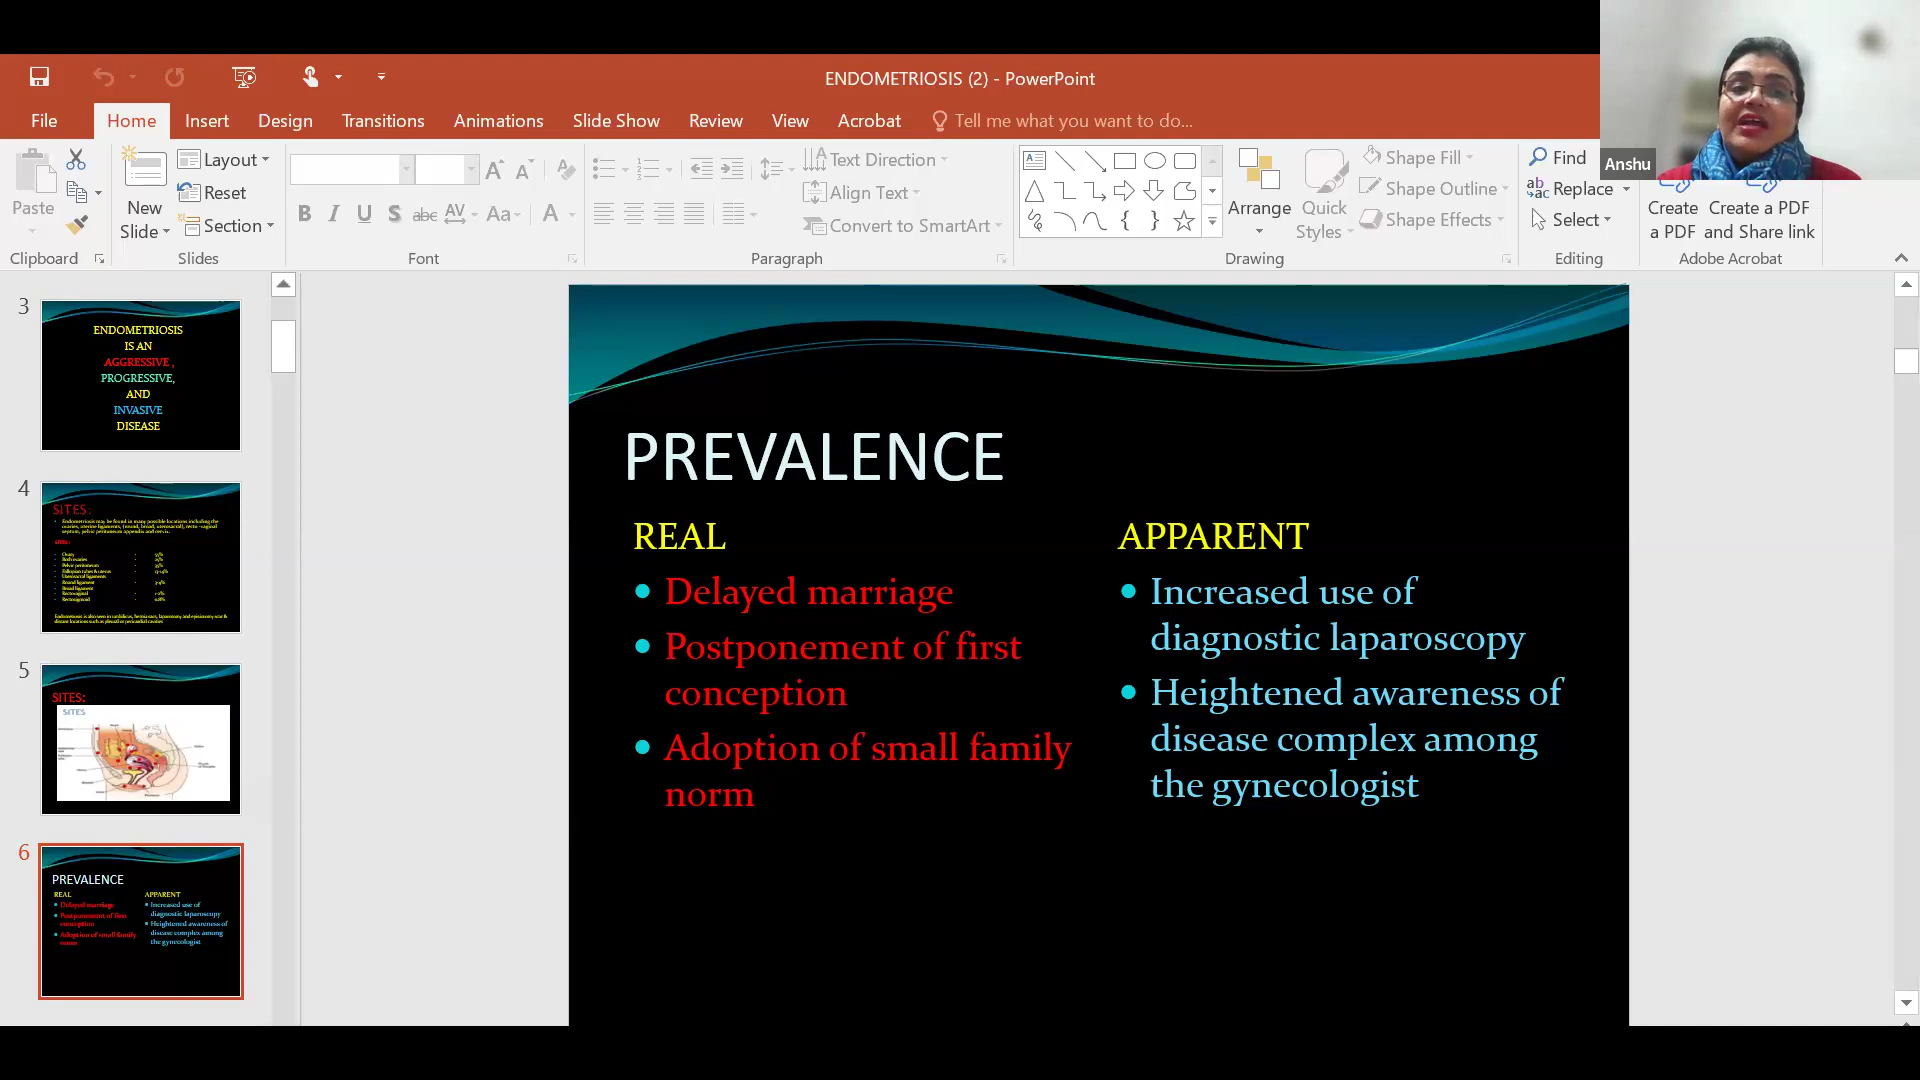 ENDOMETRIOSIS (2) - PowerPoint
File Home Insert Design Transitions Animations Slide Show Review View Acrobat Tell me what you want to do...
Anshu
Paste
Clipboard
New
Slide
Layout
Reset
Section
Slides
B I U S abc AV Aa A
Font
Text Direction
Align Text
Convert to SmartArt
Paragraph
Arrange
Quick
Styles
Shape Fill
Shape Outline
Shape Effects
Drawing
Find
Replace
Select
Editing
Create
a PDF
Create a PDF
and Share link
Adobe Acrobat
3
ENDOMETRIOSIS
IS AN
AGGRESSIVE ,
PROGRESSIVE,
AND
INVASIVE
DISEASE
4
SITES:
5
SITES:
SITES
6
PREVALENCE
REAL
Delayed marriage
Postponement of first
conception
Adoption of small family
norm
APPARENT
Increased use of
diagnostic laparoscopy
Heightened awareness of
disease complex among
the gynecologist
PREVALENCE
REAL
• Delayed marriage
• Postponement of first
conception
• Adoption of small family
norm
APPARENT
• Increased use of
diagnostic laparoscopy
• Heightened awareness of
disease complex among
the gynecologist